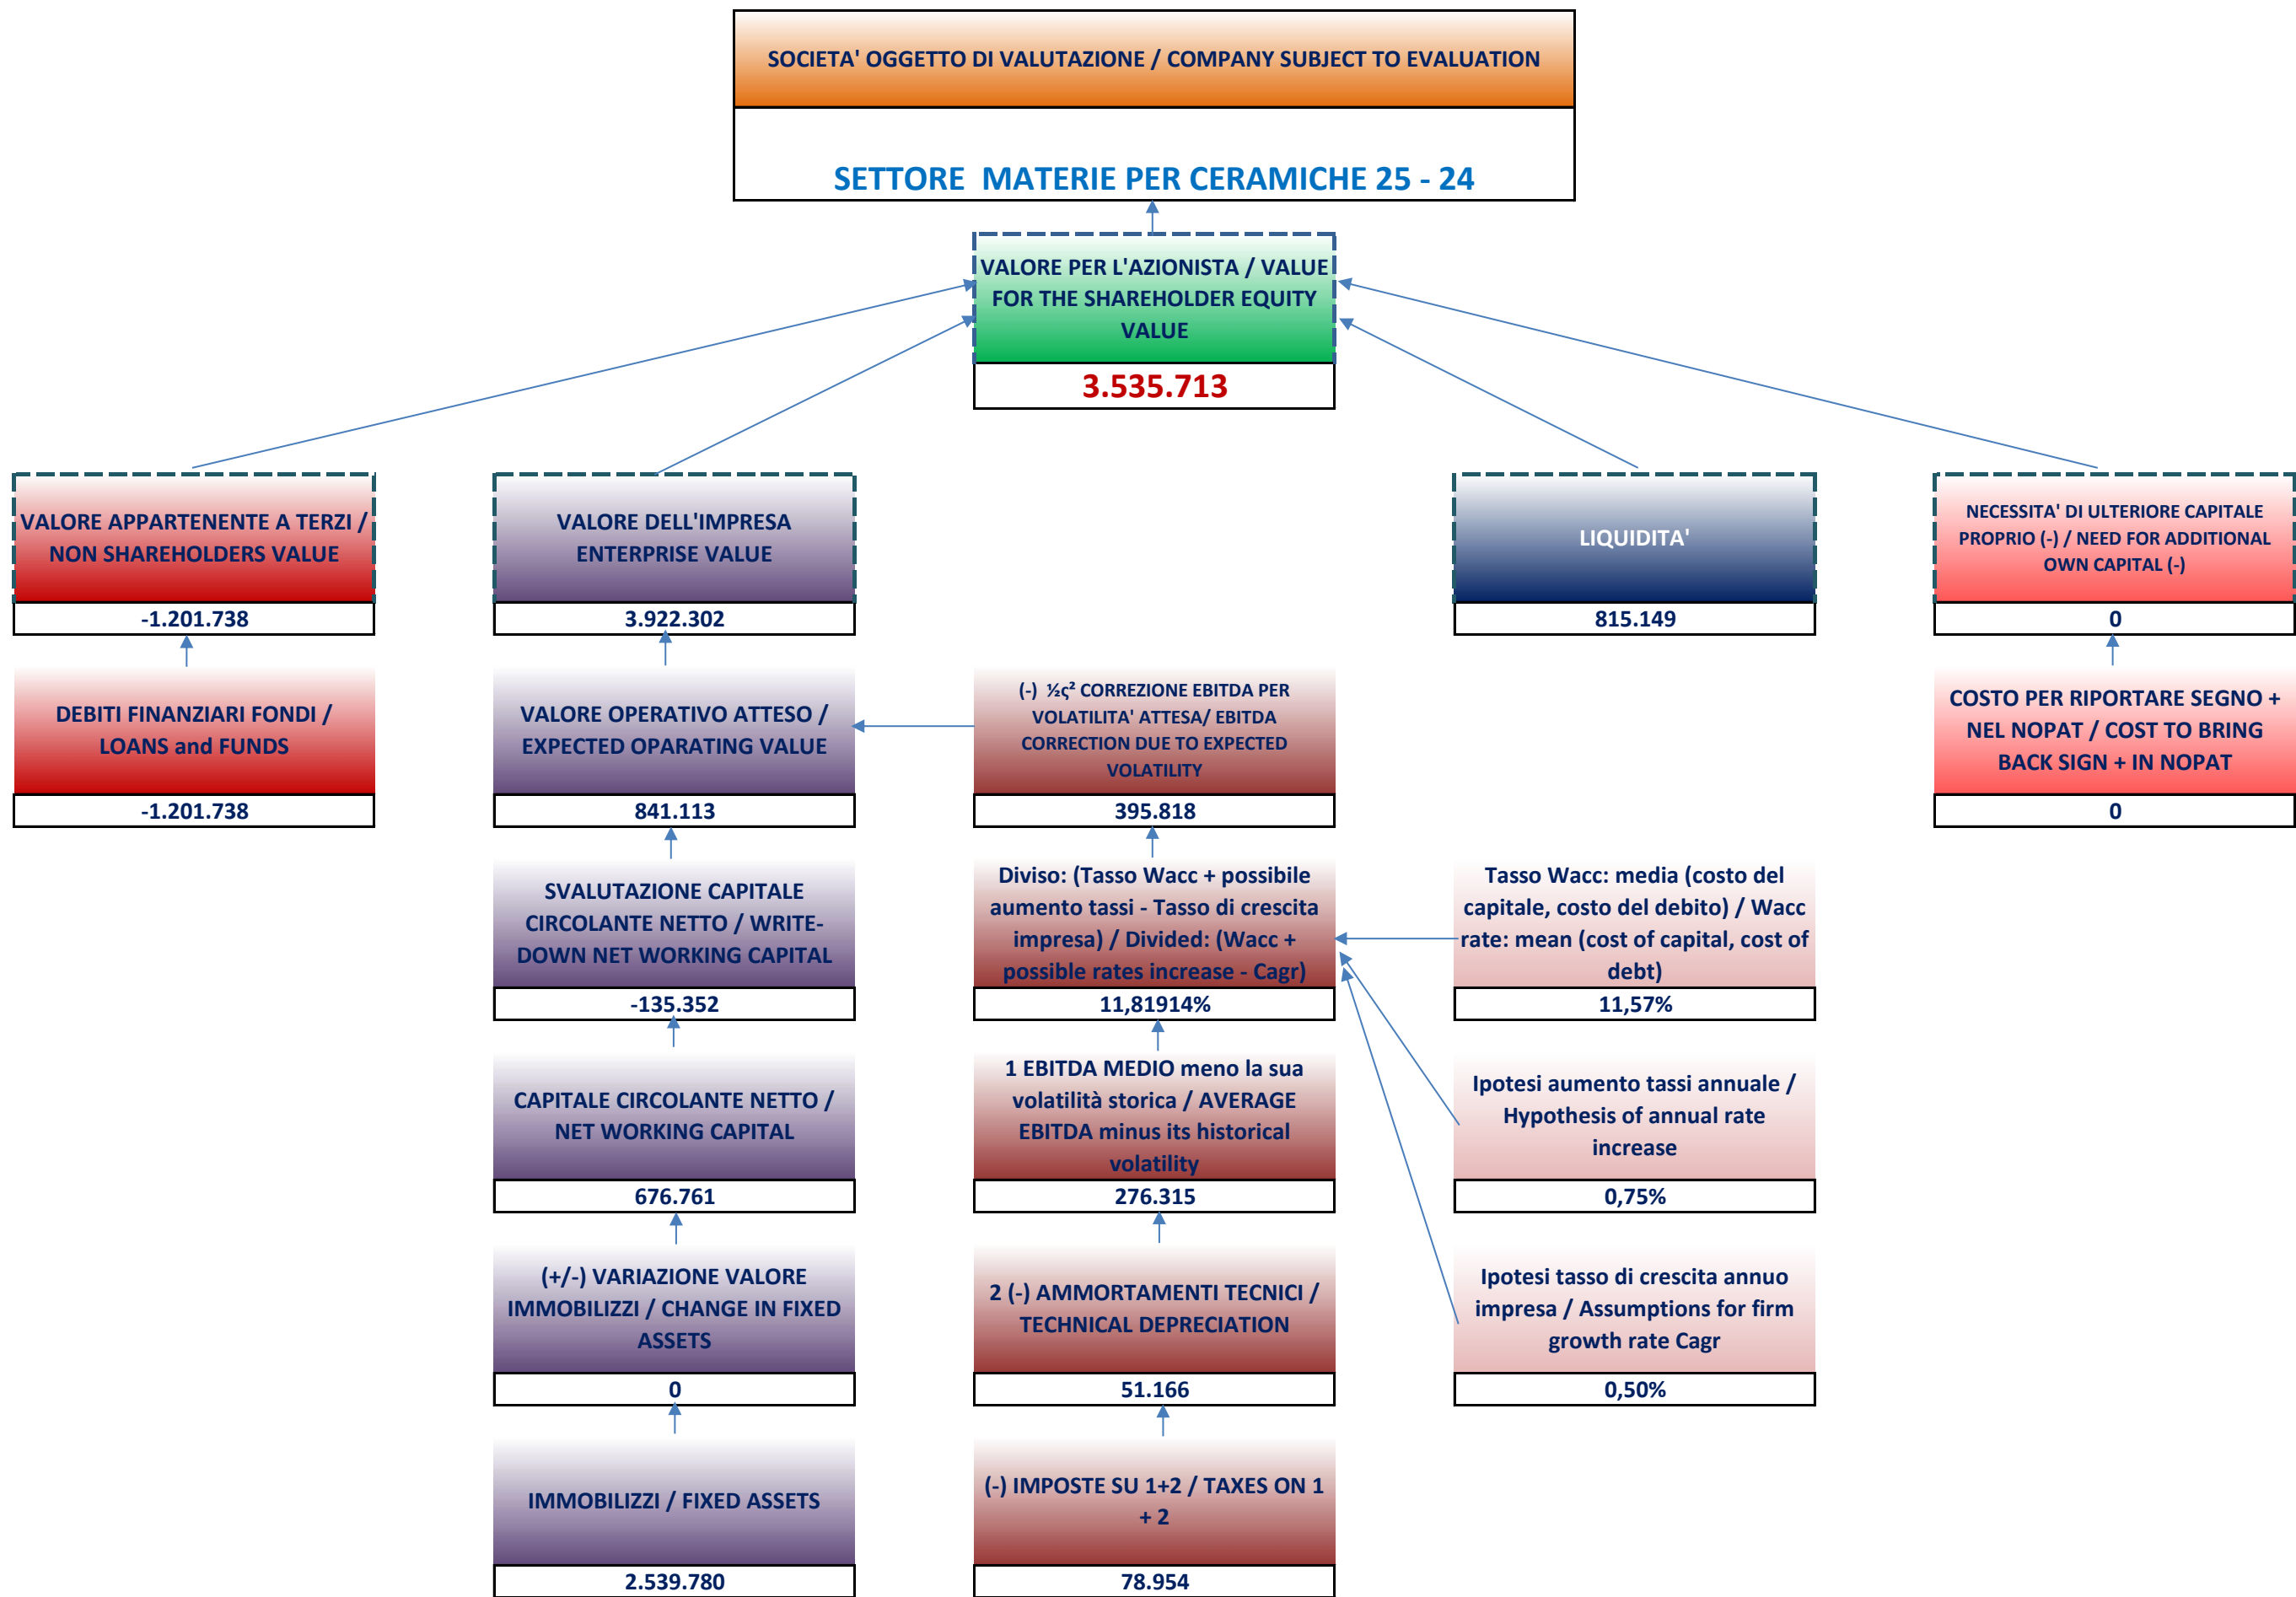 SOCIETA' OGGETTO DI VALUTAZIONE / COMPANY SUBJECT TO EVALUATION
SETTORE  MATERIE PER CERAMICHE 25 - 24
VALORE PER L'AZIONISTA / VALUE
FOR THE SHAREHOLDER EQUITY
VALUE
3.535.713
VALORE APPARTENENTE A TERZI /
NON SHAREHOLDERS VALUE
-1.201.738
VALORE DELL'IMPRESA
ENTERPRISE VALUE
3.922.302
LIQUIDITA'
815.149
NECESSITA' DI ULTERIORE CAPITALE
PROPRIO (-) / NEED FOR ADDITIONAL
OWN CAPITAL (-)
0
DEBITI FINANZIARI FONDI /
LOANS and FUNDS
-1.201.738
VALORE OPERATIVO ATTESO /
EXPECTED OPARATING VALUE
841.113
(-) ½ς² CORREZIONE EBITDA PER
VOLATILITA' ATTESA/ EBITDA
CORRECTION DUE TO EXPECTED
VOLATILITY
395.818
COSTO PER RIPORTARE SEGNO +
NEL NOPAT / COST TO BRING
BACK SIGN + IN NOPAT
0
SVALUTAZIONE CAPITALE
CIRCOLANTE NETTO / WRITE-
DOWN NET WORKING CAPITAL
-135.352
Diviso: (Tasso Wacc + possibile
aumento tassi - Tasso di crescita
impresa) / Divided: (Wacc +
possible rates increase - Cagr)
11,81914%
Tasso Wacc: media (costo del
capitale, costo del debito) / Wacc
rate: mean (cost of capital, cost of
debt)
11,57%
CAPITALE CIRCOLANTE NETTO /
NET WORKING CAPITAL
676.761
1 EBITDA MEDIO meno la sua
volatilità storica / AVERAGE
EBITDA minus its historical
volatility
276.315
Ipotesi aumento tassi annuale /
Hypothesis of annual rate
increase
0,75%
(+/-) VARIAZIONE VALORE
IMMOBILIZZI / CHANGE IN FIXED
ASSETS
0
2 (-) AMMORTAMENTI TECNICI /
TECHNICAL DEPRECIATION
51.166
Ipotesi tasso di crescita annuo
impresa / Assumptions for firm
growth rate Cagr
0,50%
IMMOBILIZZI / FIXED ASSETS
2.539.780
(-) IMPOSTE SU 1+2 / TAXES ON 1
+ 2
78.954